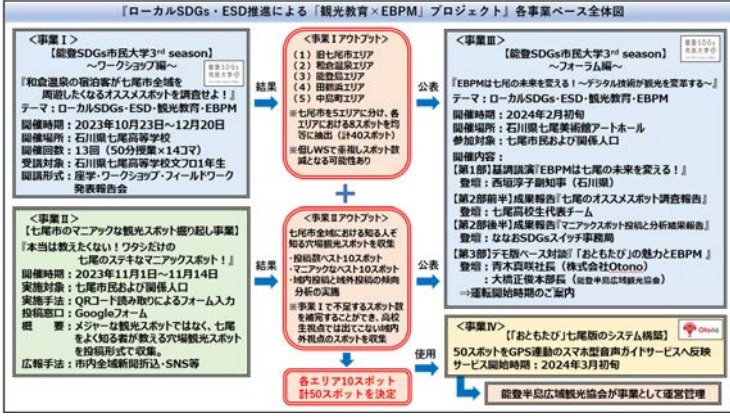 『ローカルSDGs・ESD推進による「観光教育×EBPM」プロジェクト』各事業ベース全体図
<事業Ⅰ>
【能登SDGs市民大学3rd season】
~ワークショップ編~
能登SDGs
市民大学
『和倉温泉の宿泊客が七尾市全域を
周遊したくなるオススメスポットを調査せよ!』
テーマ:ローカルSDGs・ESD・観光教育・EBPM
開催時期:2023年10月23日~12月20日
開催場所:石川県七尾高等学校
開催回数:13回(50分授業×14コマ)
受講対象:石川県七尾高等学校文フロ1年生
開講形式:座学・ワークショップ・フィールドワーク
発表報告会
結果
<事業Ⅰアウトプット>
(1)旧七尾市エリア
(2)和倉温泉エリア
(3)能登島エリア
(4)田鶴浜エリア
(5)中島町エリア
※七尾市を5エリアに分け、各
エリアにおける8スポットを均
等に抽出(計40スポット)
※但しWSで重複しスポット数
減となる可能性あり
公表
<事業Ⅲ>
【能登SDGs市民大学3rd season】
~フォーラム編~
能登SDGs
市民大学
『EBPMは七尾の未来を変える!~デジタル技術が観光を変革する~』
テーマ:ローカルSDGs・ESD・観光教育・EBPM
開催時期:2024年2月初旬
開催場所:石川県七尾美術館アートホール
参加対象:七尾市民および関係人口
開催内容:
【第1部】基調講演『EBPMは七尾の未来を変える!』
登壇:西垣淳子副知事(石川県)
【第2部前半】成果報告『七尾のオススメスポット調査報告』
登壇:七尾高校生代表チーム
【第2部後半】成果報告『マニアックスポット投稿と分析結果報告』
登壇:ななおSDGsスイッチ事務局
【第3部】デモ版ベース対談『「おともたび」の魅力とEBPM』
登壇:青木真咲社長(株式会社Otono)
:大橋正俊本部長(能登半島広域観光協会)
⇒運転開始時期のご案内
+
<事業Ⅱ>
【七尾市のマニアックな観光スポット掘り起し事業】
『本当は教えたくない!ワタシだけの
七尾のステキなマニアックスポット!』
開催時期:2023年11月1日~11月14日
実施対象:七尾市民および関係人口
実施手法:QRコード読み取りによるフォーム入力
投稿窓口:Googleフォーム
概 要:メジャーな観光スポットではなく、七尾
をよく知る者が教える穴場観光スポット
を投稿形式で収集。
広報手法:市内全域新聞折込・SNS等
結果
<事業Ⅱアウトプット>
七尾市全域における知る人ぞ知
る穴場観光スポットを収集
・投稿数ベスト10スポット
・マニアックなベスト10スポット
・域内投稿と域外投稿の傾向
分析の実施
※事業Ⅰで不足するスポット数
を補完することができ、高校
生視点では出てこない域内
外視点のスポットを収集
公表
各エリア10スポット
計50スポットを決定
使用
<事業Ⅳ>
【「おともたび」七尾版のシステム構築】
Otono
50スポットをGPS連動のスマホ型音声ガイドサービスへ反映
サービス開始時期:2024年3月初旬
能登半島広域観光協会が事業として運営管理